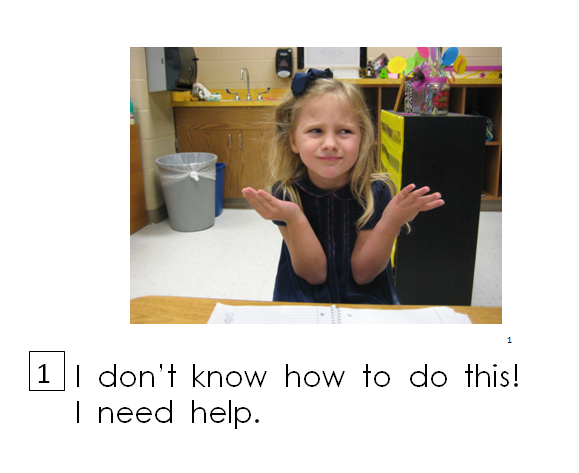 1
1 I don't know how to do this!
I need help.